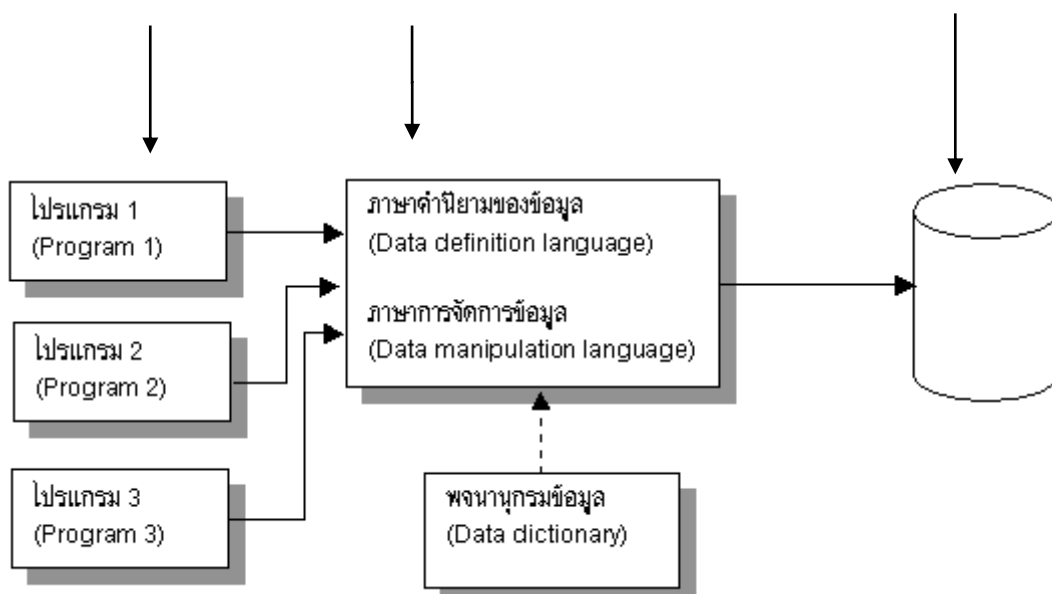 โปรแกรม 1
(Program 1)
โปรแกรม 2
(Program 2)
โปรแกรม 3
(Program 3)
ภาษาคำนิยามของข้อมูล
(Data definition language)
ภาษาการจัดการข้อมูล
(Data manipulation language)
พจนานุกรมข้อมูล
(Data dictionary)